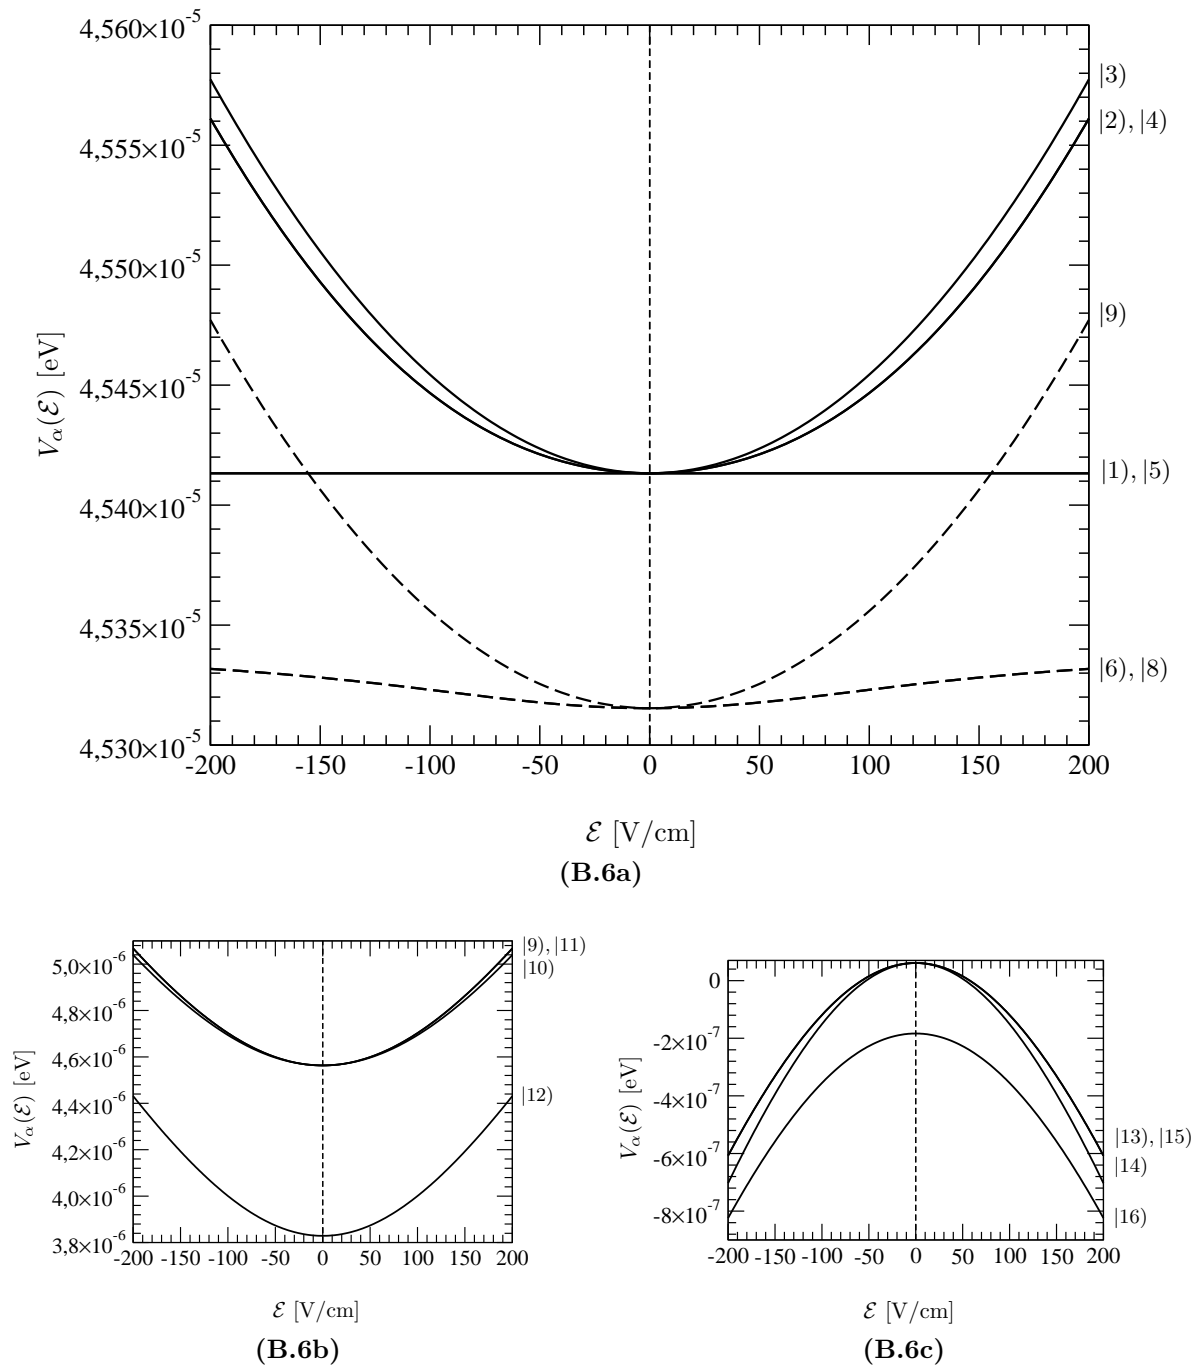 4,560×10⁻⁵
|3)
|2), |4)
4,555×10⁻⁵
4,550×10⁻⁵
|9)
4,545×10⁻⁵
V_α(ℰ) [eV]
|1), |5)
4,540×10⁻⁵
4,535×10⁻⁵
|6), |8)
4,530×10⁻⁵
-200 -150 -100 -50 0 50 100 150 200
ℰ [V/cm]
(B.6a)
|9), |11)
|10)
5,0×10⁻⁶
4,8×10⁻⁶
4,6×10⁻⁶
V_α(ℰ) [eV]
4,4×10⁻⁶
|12)
4,2×10⁻⁶
4,0×10⁻⁶
3,8×10⁻⁶
-200 -150 -100 -50 0 50 100 150 200
ℰ [V/cm]
(B.6b)
0
-2×10⁻⁷
V_α(ℰ) [eV]
-4×10⁻⁷
|13), |15)
-6×10⁻⁷
|14)
-8×10⁻⁷
|16)
-200 -150 -100 -50 0 50 100 150 200
ℰ [V/cm]
(B.6c)